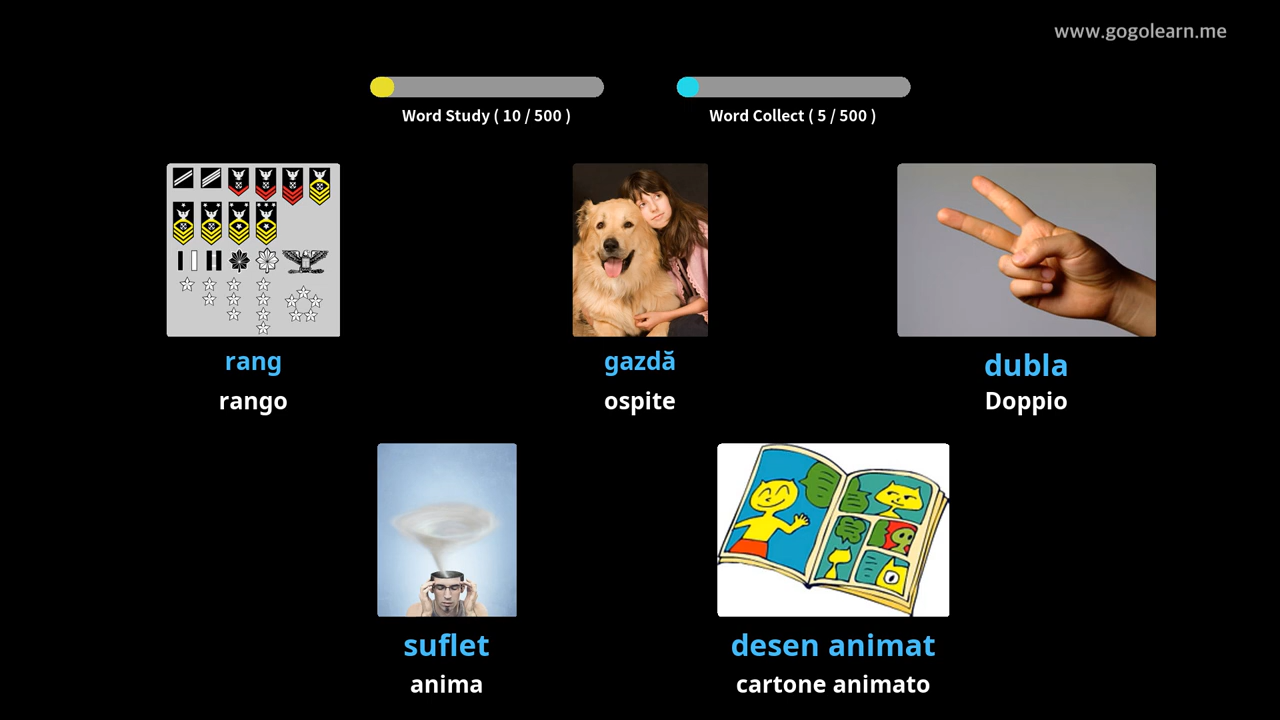 www.gogolearn.me
Word Study ( 10 / 500 )
Word Collect ( 5 / 500 )
rang
gazdă
dubla
rango
ospite
Doppio
suflet
desen animat
anima
cartone animato